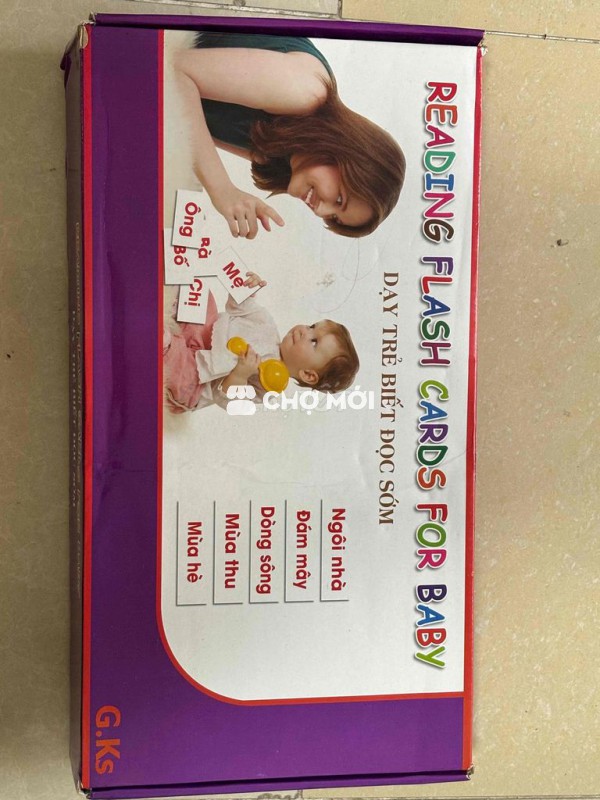 READING FLASH CARDS FOR BABY
DẠY TRẺ BIẾT ĐỌC SỚM
Ông
Bà
Bố
Mẹ
Chị
CHỢ MỚI
Ngôi nhà
Đám mây
Dòng sông
Mùa thu
Mùa hè
G.Ks